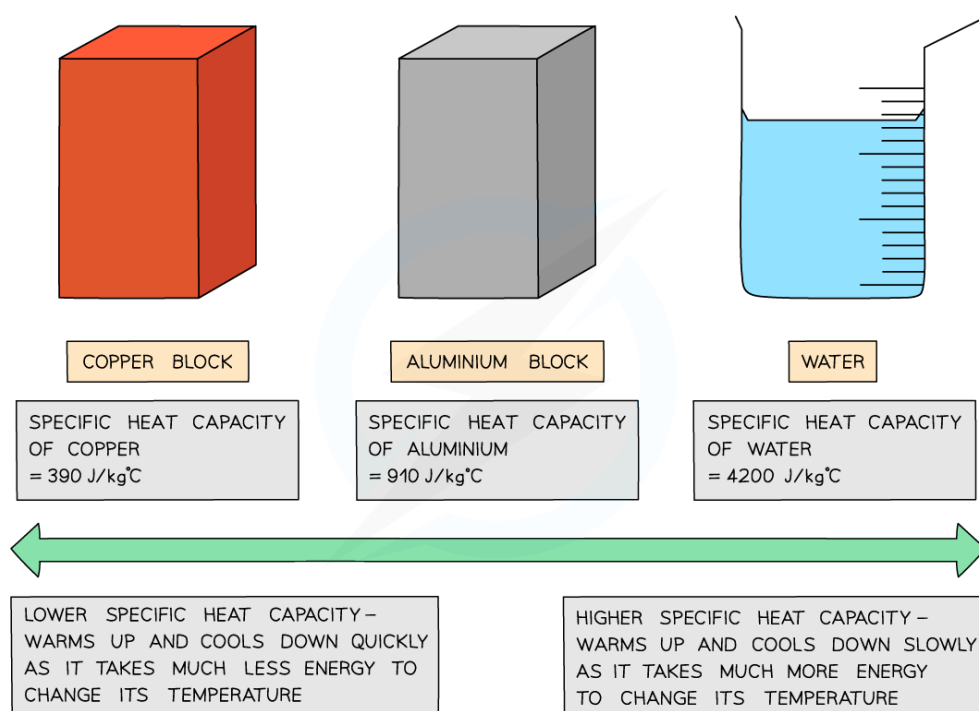 COPPER BLOCK
ALUMINIUM BLOCK
WATER
SPECIFIC HEAT CAPACITY
OF COPPER
= 390 J/kg°C
SPECIFIC HEAT CAPACITY
OF ALUMINIUM
= 910 J/kg°C
SPECIFIC HEAT CAPACITY
OF WATER
= 4200 J/kg°C
LOWER SPECIFIC HEAT CAPACITY –
WARMS UP AND COOLS DOWN QUICKLY
AS IT TAKES MUCH LESS ENERGY TO
CHANGE ITS TEMPERATURE
HIGHER SPECIFIC HEAT CAPACITY –
WARMS UP AND COOLS DOWN SLOWLY
AS IT TAKES MUCH MORE ENERGY
TO CHANGE ITS TEMPERATURE